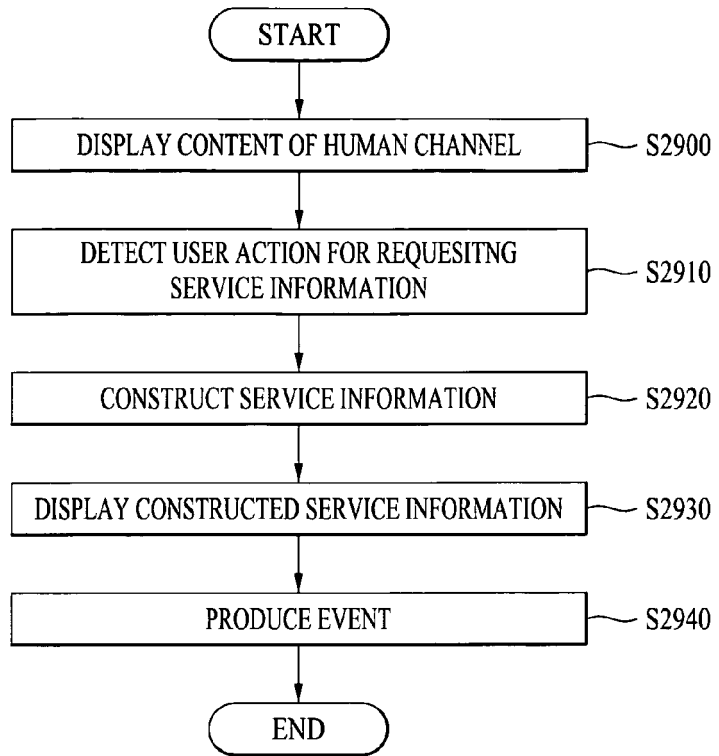 START
DISPLAY CONTENT OF HUMAN CHANNEL
S2900
DETECT USER ACTION FOR REQUESITNG
SERVICE INFORMATION
S2910
CONSTRUCT SERVICE INFORMATION
S2920
DISPLAY CONSTRUCTED SERVICE INFORMATION
S2930
PRODUCE EVENT
S2940
END